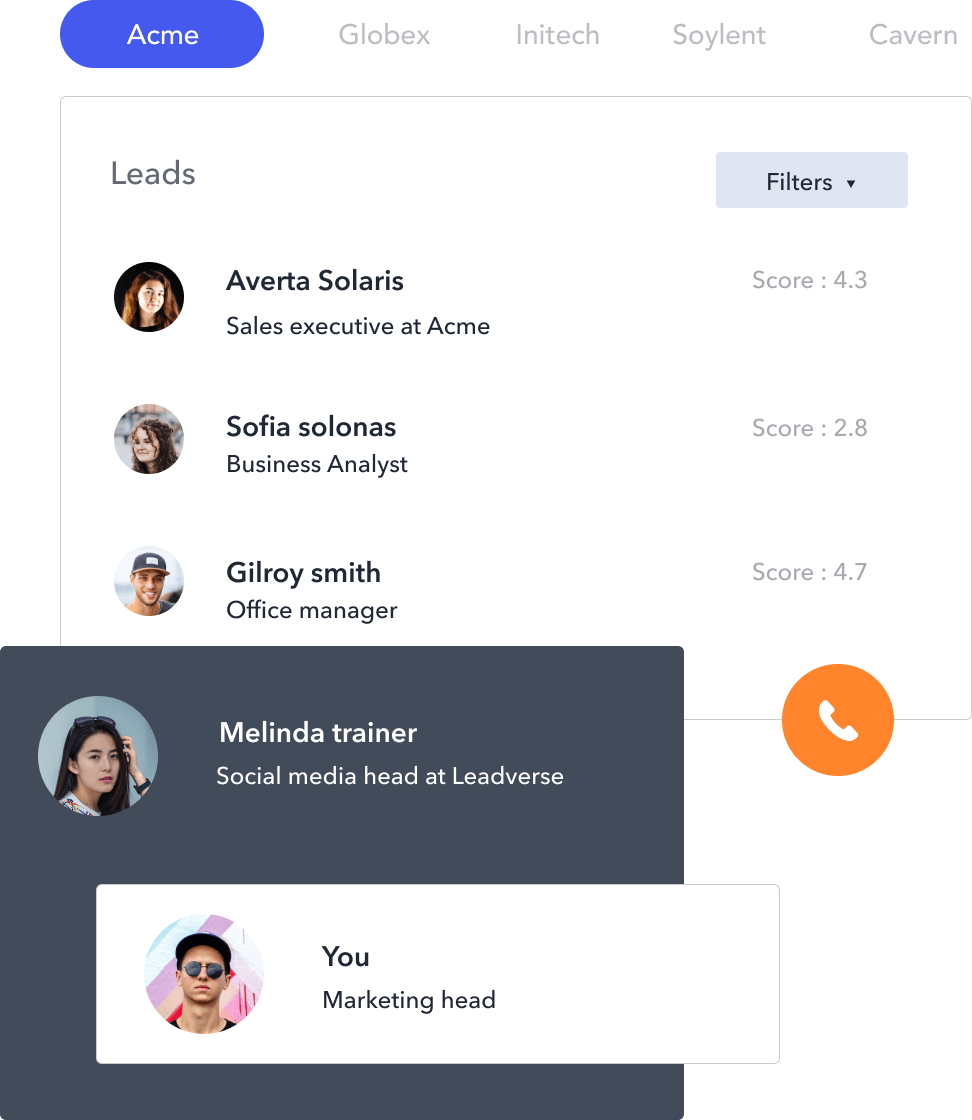 Acme Globex Initech Soylent Cavern
Leads
Filters ▾
Averta Solaris
Score : 4.3
Sales executive at Acme
Sofia solonas
Score : 2.8
Business Analyst
Gilroy smith
Score : 4.7
Office manager
Melinda trainer
Social media head at Leadverse
You
Marketing head